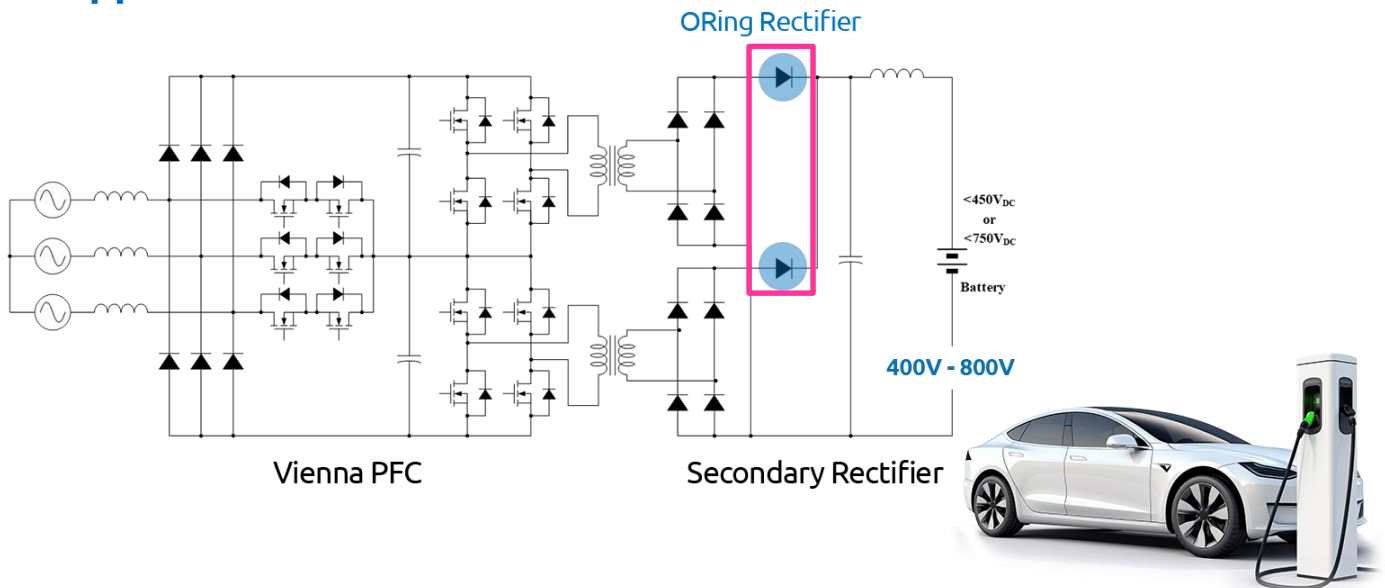 ORing Rectifier
<450VDC
or
<750VDC
Battery
400V - 800V
Vienna PFC
Secondary Rectifier